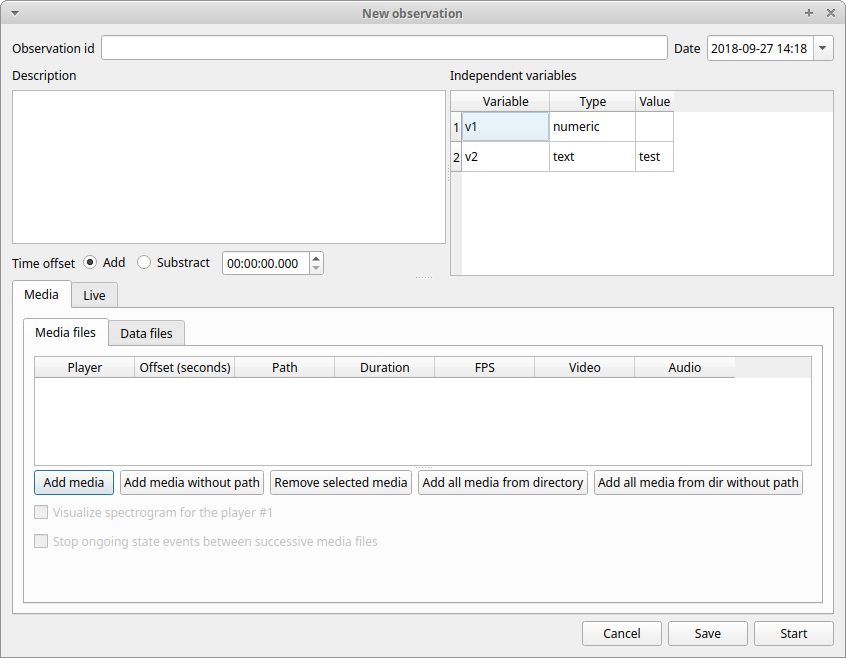 New observation
Observation id
Date 2018-09-27 14:18
Description
Independent variables
Variable Type Value
1 v1 numeric
2 v2 text test
Time offset Add Substract 00:00:00.000
Media Live
Media files Data files
Player Offset (seconds) Path Duration FPS Video Audio
Add media Add media without path Remove selected media Add all media from directory Add all media from dir without path
Visualize spectrogram for the player #1
Stop ongoing state events between successive media files
Cancel Save Start